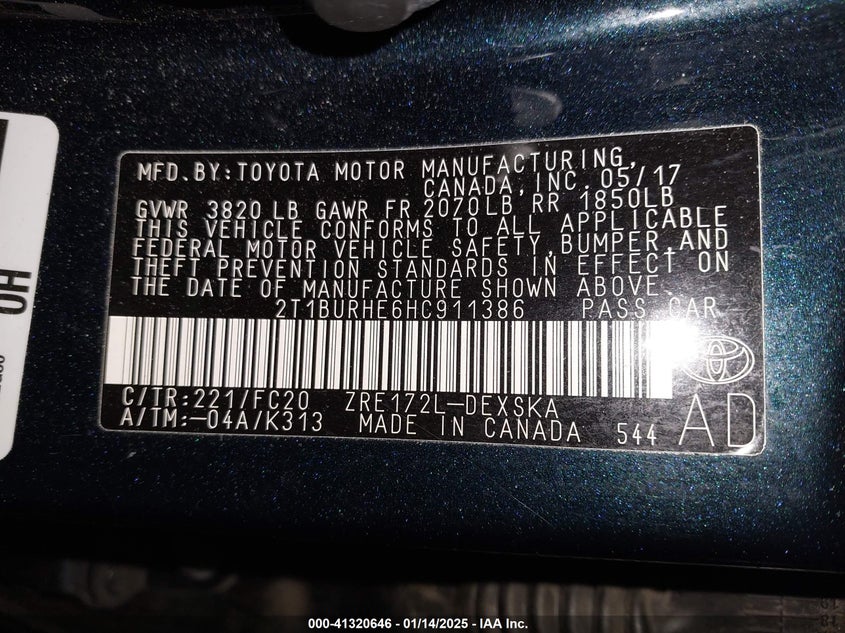 MFD. BY: TOYOTA MOTOR MANUFACTURING,
CANADA, INC. 05/17
GVWR 3820 LB GAWR FR 2070LB, RR 1850LB
THIS VEHICLE CONFORMS TO ALL APPLICABLE
FEDERAL MOTOR VEHICLE SAFETY, BUMPER, AND
THEFT PREVENTION STANDARDS IN EFFECT ON
THE DATE OF MANUFACTURE SHOWN ABOVE.
2T1BURHE6HC911386 PASS CAR
C/TR: 221/FC20 ZRE172L-DEXSKA
A/TM: -04A/K313 MADE IN CANADA 544 AD
OH
000-41320646 - 01/14/2025 - IAA Inc.